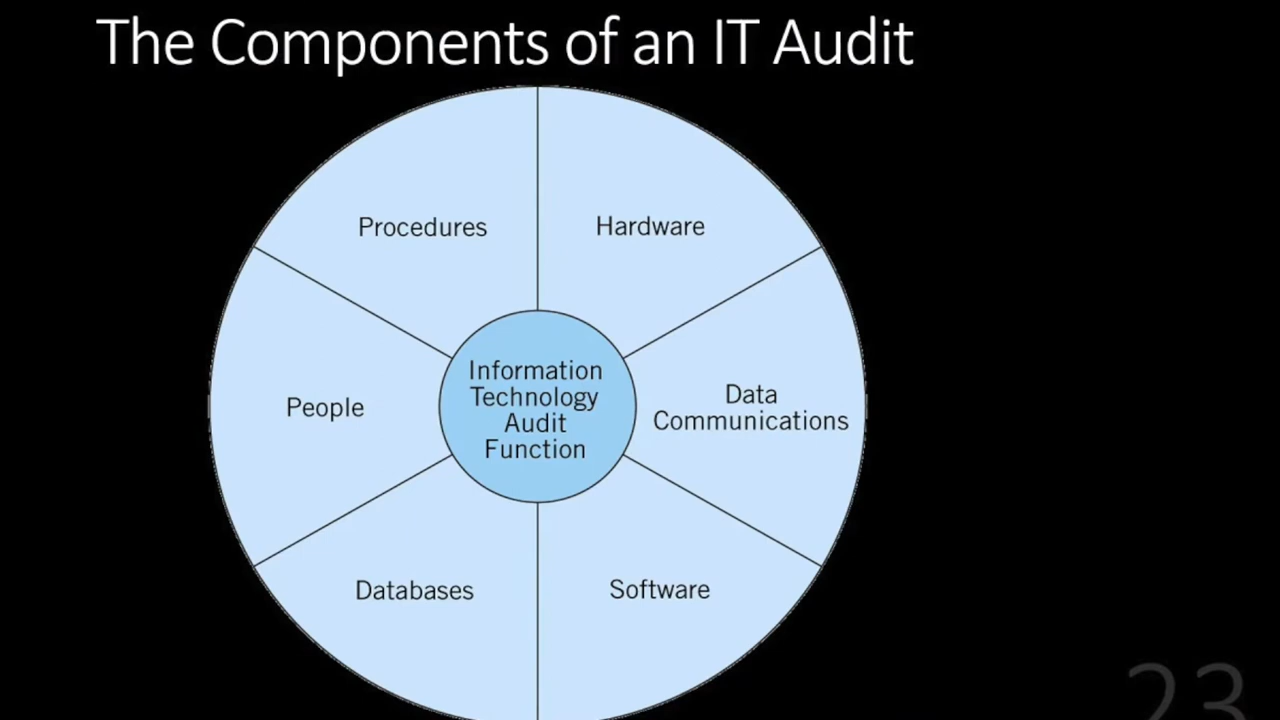 The Components of an IT Audit
Procedures
Hardware
People
Information
Technology
Audit
Function
Data
Communications
Databases
Software
23